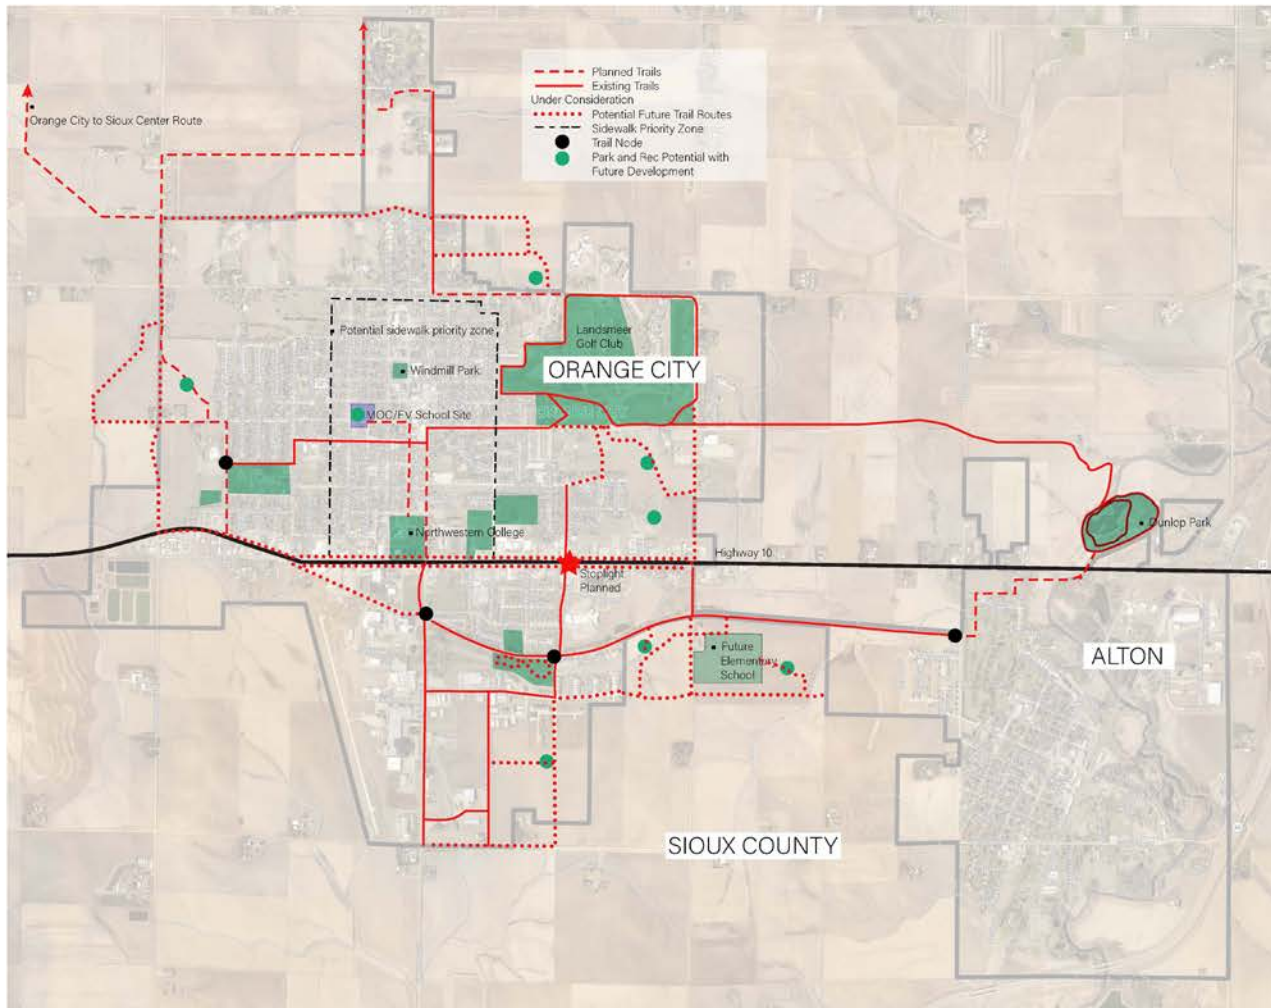 Planned Trails
Existing Trails
Under Consideration
Potential Future Trail Routes
Sidewalk Priority Zone
Trail Node
Park and Rec Potential with
Future Development
Orange City to Sioux Center Route
Potential sidewalk priority zone
Landsmeer
Golf Club
ORANGE CITY
Windmill Park
MOC/FV School Site
Northwestern College
Dunlop Park
Highway 10
Stoplight
Planned
Future
Elementary
School
ALTON
SIOUX COUNTY